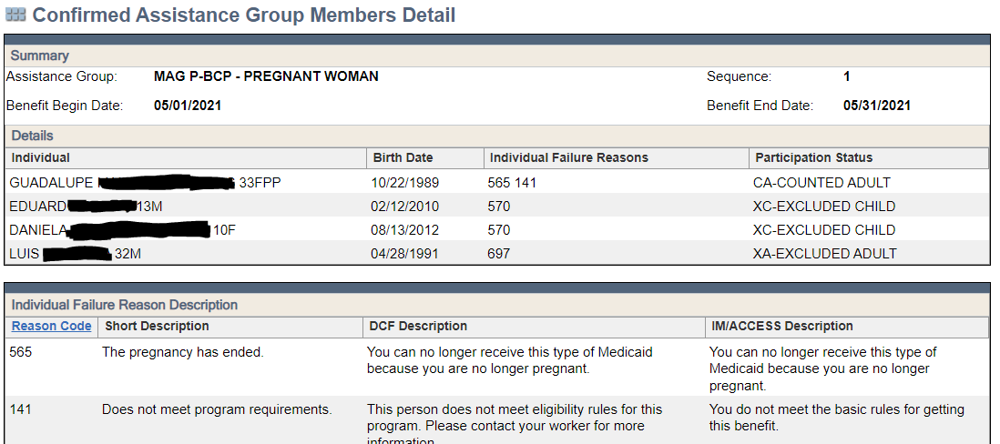 Confirmed Assistance Group Members Detail
Summary
Assistance Group: MAG P-BCP - PREGNANT WOMAN Sequence: 1
Benefit Begin Date: 05/01/2021 Benefit End Date: 05/31/2021
Details
Individual Birth Date Individual Failure Reasons Participation Status
GUADALUPE 33FPP 10/22/1989 565 141 CA-COUNTED ADULT
EDUARD 13M 02/12/2010 570 XC-EXCLUDED CHILD
DANIELA 10F 08/13/2012 570 XC-EXCLUDED CHILD
LUIS 32M 04/28/1991 697 XA-EXCLUDED ADULT
Individual Failure Reason Description
Reason Code Short Description DCF Description IM/ACCESS Description
565 The pregnancy has ended. You can no longer receive this type of Medicaid You can no longer receive this type of
because you are no longer pregnant. Medicaid because you are no longer
pregnant.
141 Does not meet program requirements. This person does not meet eligibility rules for this You do not meet the basic rules for getting
program. Please contact your worker for more this benefit.
information